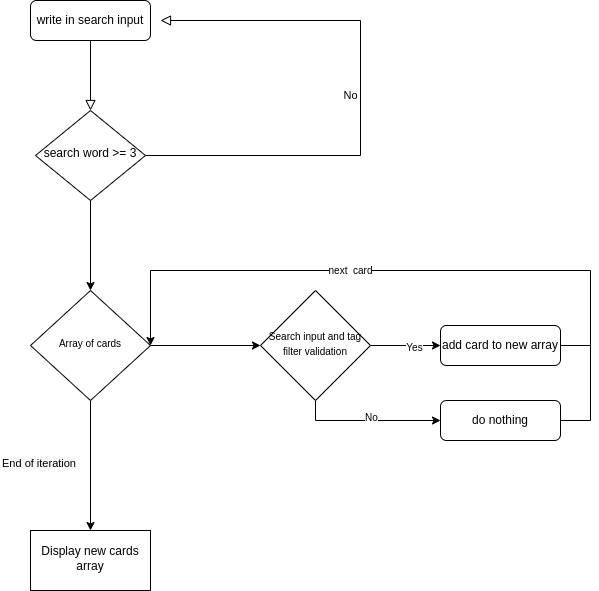 write in search input
No
search word >= 3
next  card
Array of cards
Search input and tag
filter validation
Yes
add card to new array
No
do nothing
End of iteration
Display new cards
array